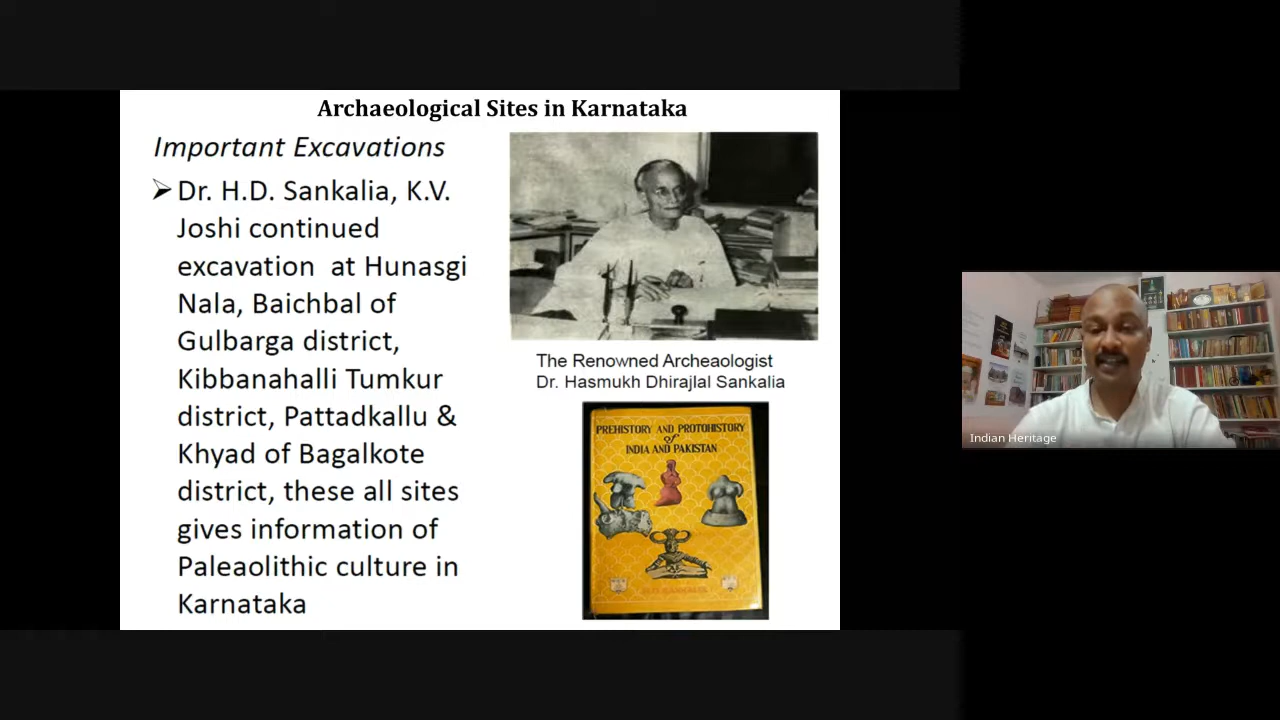 Archaeological Sites in Karnataka
Important Excavations
➢ Dr. H.D. Sankalia, K.V.
Joshi continued
excavation at Hunasgi
Nala, Baichbal of
Gulbarga district,
Kibbanahalli Tumkur
district, Pattadkallu &
Khyad of Bagalkote
district, these all sites
gives information of
Paleaolithic culture in
Karnataka
The Renowned Archeaologist
Dr. Hasmukh Dhirajlal Sankalia
PREHISTORY AND PROTOHISTORY
of
INDIA AND PAKISTAN
H.D. SANKALIA
Indian Heritage